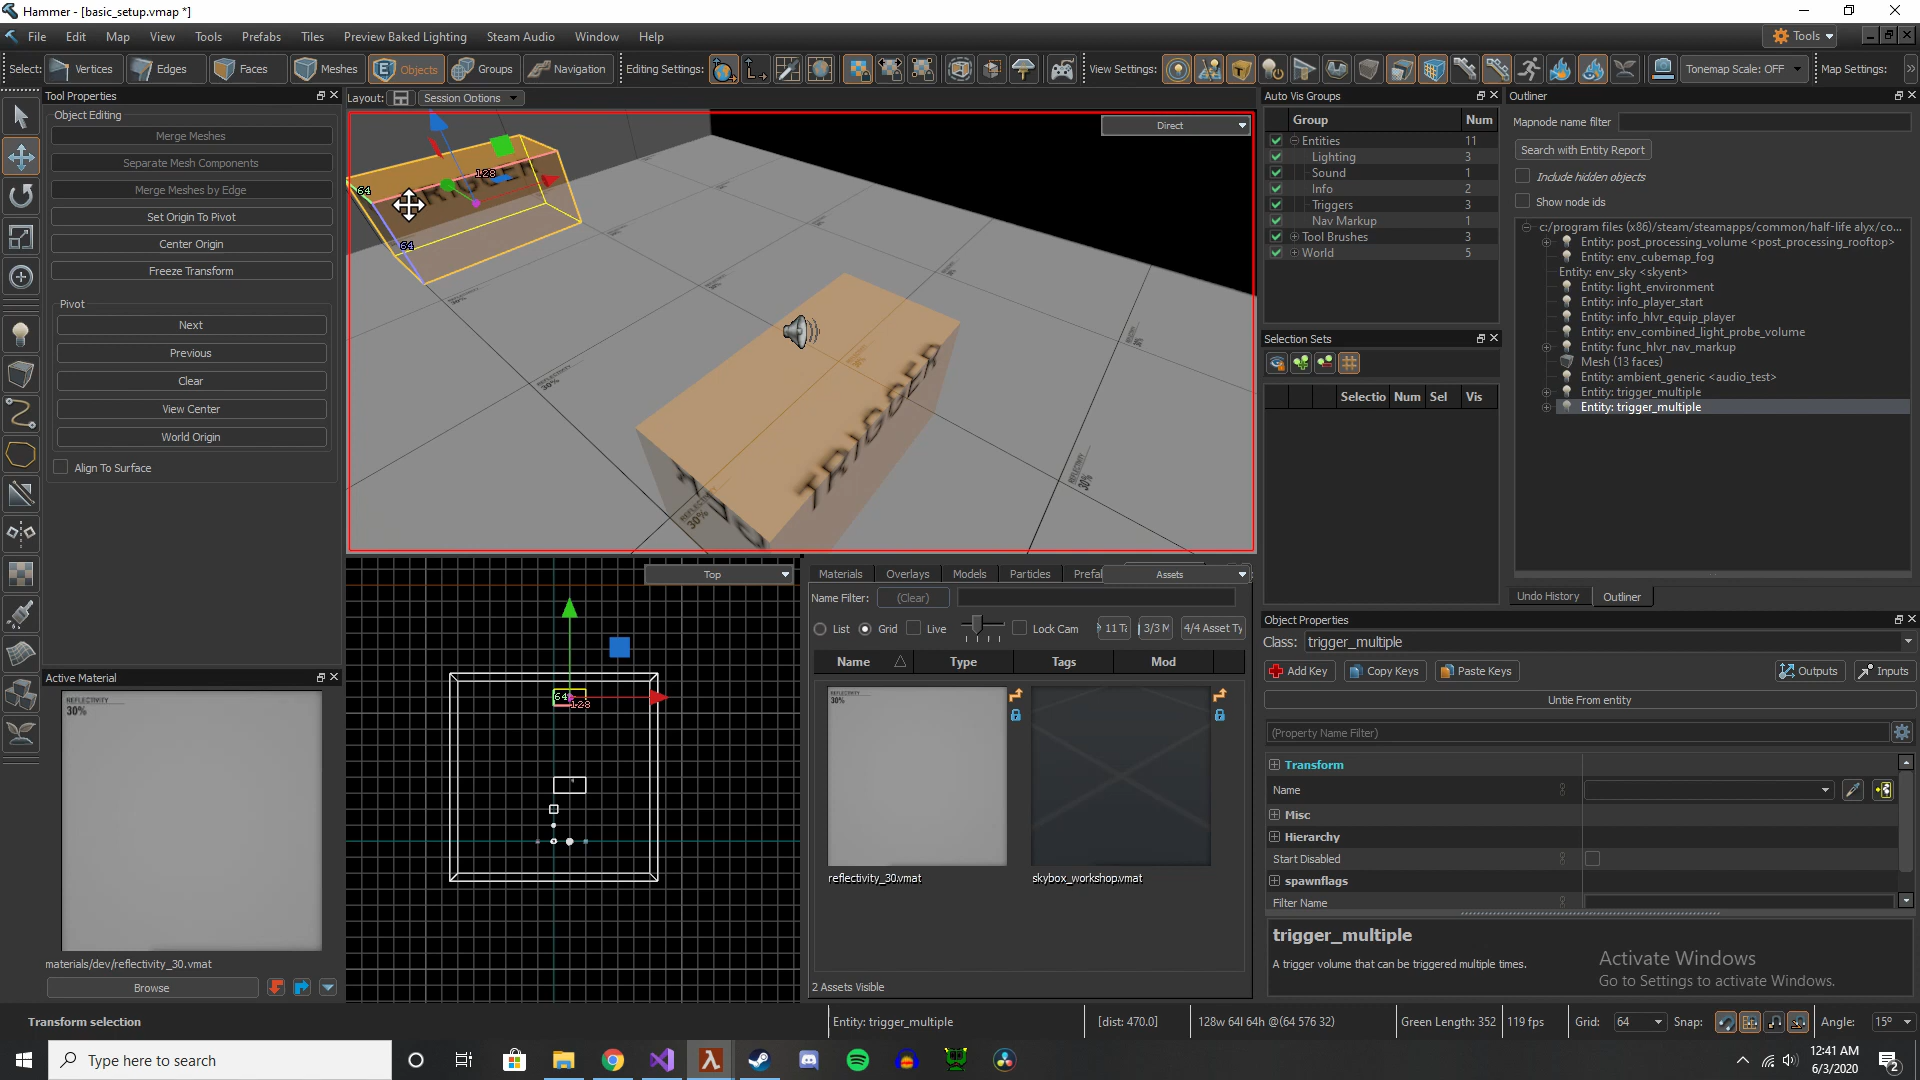 Hammer - [basic_setup.vmap *]
File Edit Map View Tools Prefabs Tiles Preview Baked Lighting Steam Audio Window Help
Tools
Select: Vertices Edges Faces Meshes Objects Groups Navigation Editing Settings: View Settings: Tonemap Scale: OFF Map Settings:
Tool Properties
Object Editing
Merge Meshes
Separate Mesh Components
Merge Meshes by Edge
Set Origin To Pivot
Center Origin
Freeze Transform
Pivot
Next
Previous
Clear
View Center
World Origin
Align To Surface
Active Material
REFLECTIVITY
30%
materials/dev/reflectivity_30.vmat
Browse
Layout: Session Options
Direct
TRIGGER
128
64
64
TRIGGER
REFLECTIVITY
30%
Top
64
128
Materials Overlays Models Particles Prefal Assets
Name Filter: (Clear)
List Grid Live Lock Cam 11 Ta 3/3 M 4/4 Asset Ty
Name Type Tags Mod
REFLECTIVITY
30%
reflectivity_30.vmat
skybox_workshop.vmat
2 Assets Visible
Auto Vis Groups
Group Num
Entities 11
Lighting 3
Sound 1
Info 2
Triggers 3
Nav Markup 1
Tool Brushes 3
World 5
Selection Sets
Selectio Num Sel Vis
Outliner
Mapnode name filter
Search with Entity Report
Include hidden objects
Show node ids
c:/program files (x86)/steam/steamapps/common/half-life alyx/co...
Entity: post_processing_volume <post_processing_rooftop>
Entity: env_cubemap_fog
Entity: env_sky <skyent>
Entity: light_environment
Entity: info_player_start
Entity: info_hlvr_equip_player
Entity: env_combined_light_probe_volume
Entity: func_hlvr_nav_markup
Mesh (13 faces)
Entity: ambient_generic <audio_test>
Entity: trigger_multiple
Entity: trigger_multiple
Undo History Outliner
Object Properties
Class: trigger_multiple
Add Key Copy Keys Paste Keys Outputs Inputs
Untie From entity
(Property Name Filter)
Transform
Name
Misc
Hierarchy
Start Disabled
spawnflags
Filter Name
trigger_multiple
A trigger volume that can be triggered multiple times.
Activate Windows
Go to Settings to activate Windows.
Transform selection Entity: trigger_multiple [dist: 470.0] 128w 64l 64h @(64 576 32) Green Length: 352 119 fps Grid: 64 Snap: Angle: 15º
Type here to search
12:41 AM
6/3/2020
2